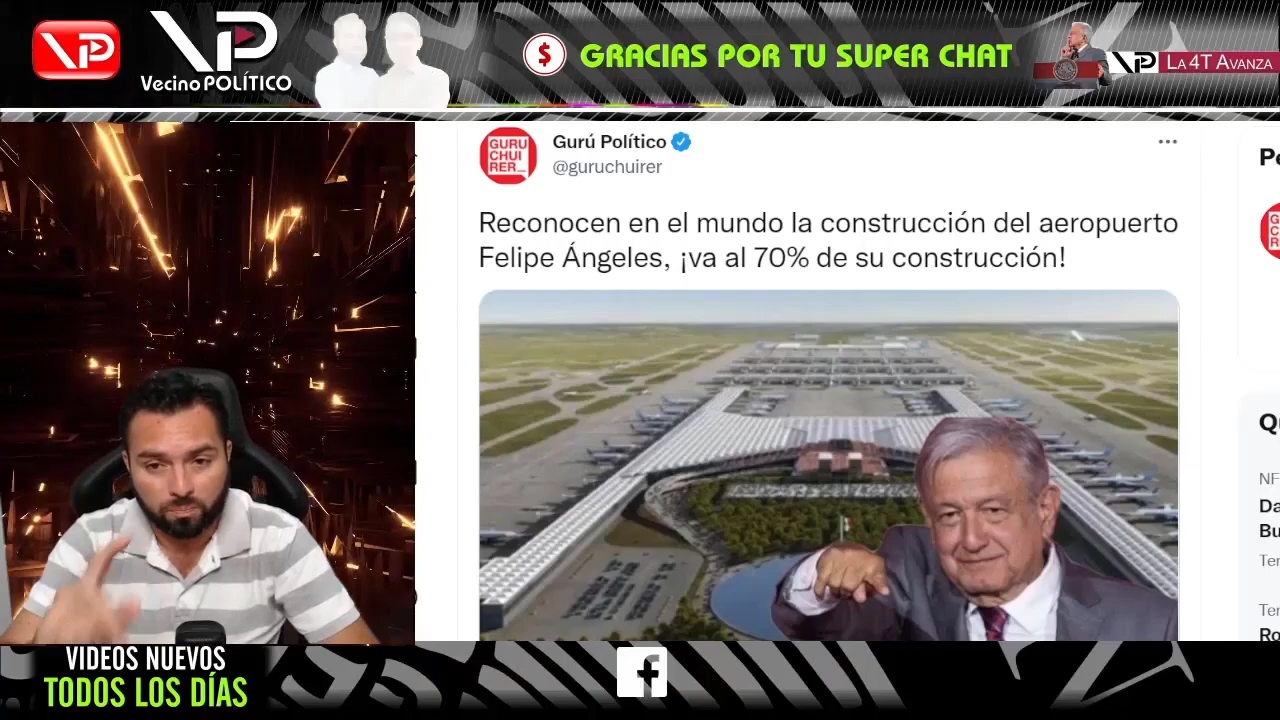 VP
VP
Vecino POLÍTICO
$
GRACIAS POR TU SUPER CHAT
VP LA 4T AVANZA
GURU
CHUI
RER_
Gurú Político
@guruchuirer
Reconocen en el mundo la construcción del aeropuerto
Felipe Ángeles, ¡va al 70% de su construcción!
VIDEOS NUEVOS
TODOS LOS DÍAS